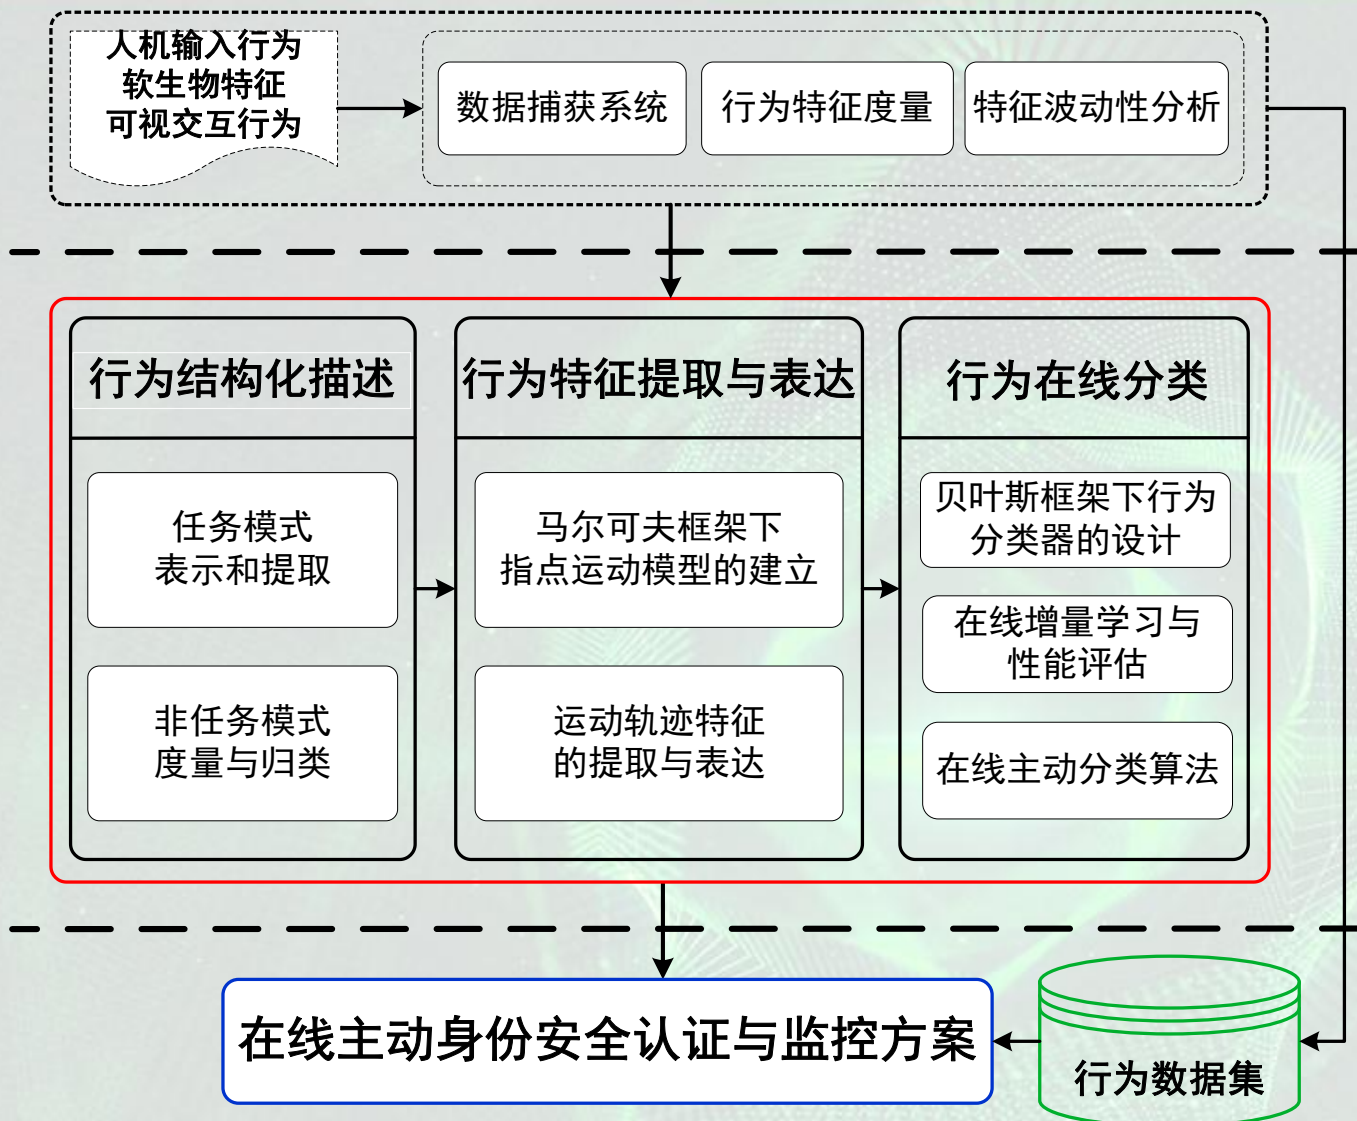 人机输入行为
软生物特征
可视交互行为
数据捕获系统
行为特征度量
特征波动性分析
行为结构化描述
任务模式
表示和提取
非任务模式
度量与归类
行为特征提取与表达
马尔可夫框架下
指点运动模型的建立
运动轨迹特征
的提取与表达
行为在线分类
贝叶斯框架下行为
分类器的设计
在线增量学习与
性能评估
在线主动分类算法
在线主动身份安全认证与监控方案
行为数据集